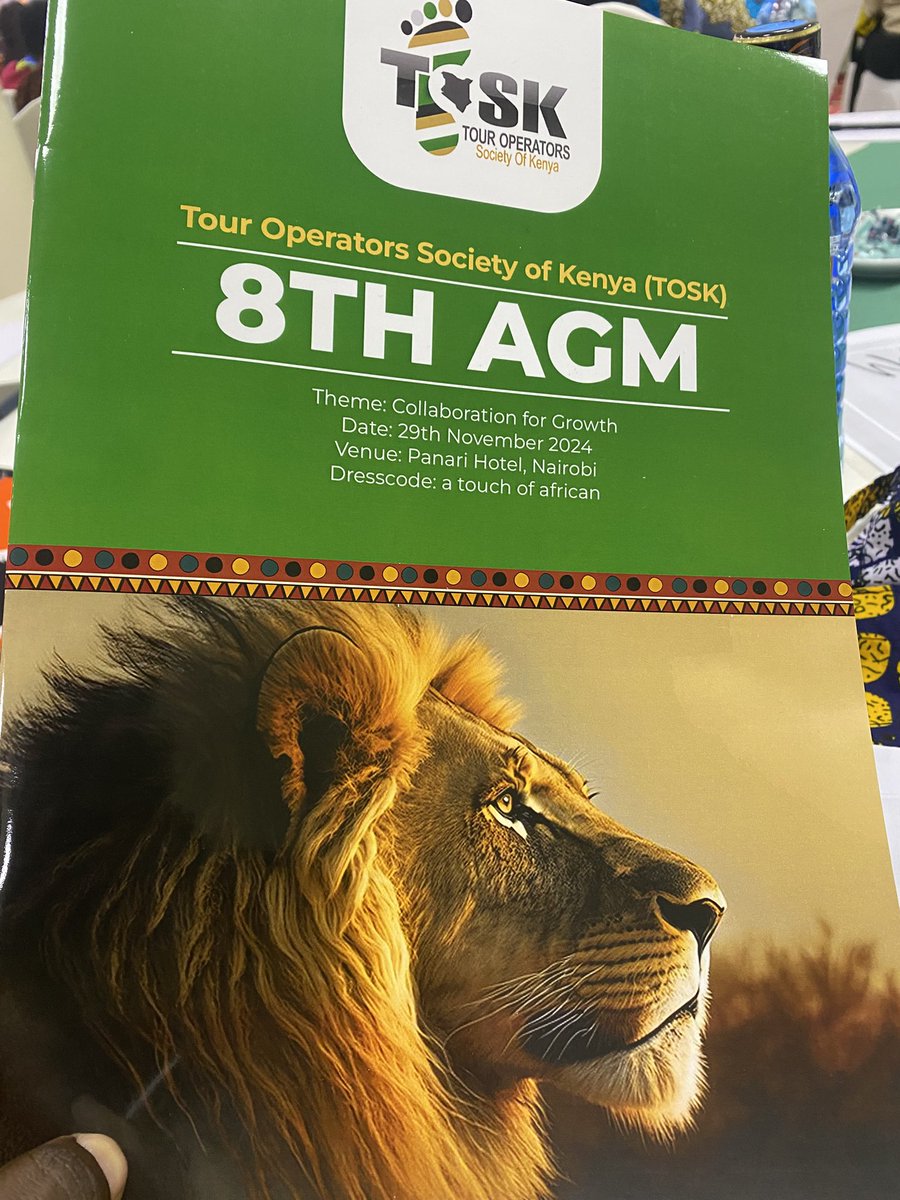 TOSK
TOUR OPERATORS
Society Of Kenya
Tour Operators Society of Kenya (TOSK)
8TH AGM
Theme: Collaboration for Growth
Date: 29th November 2024
Venue: Panari Hotel, Nairobi
Dresscode: a touch of african